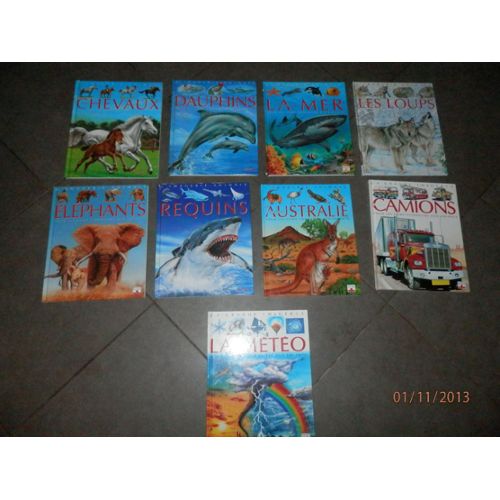 CHEVAUX
DAUPHINS
LA MER
LES LOUPS
ÉLÉPHANTS
REQUINS
AUSTRALIE
CAMIONS
LA MÉTÉO
01/11/2013